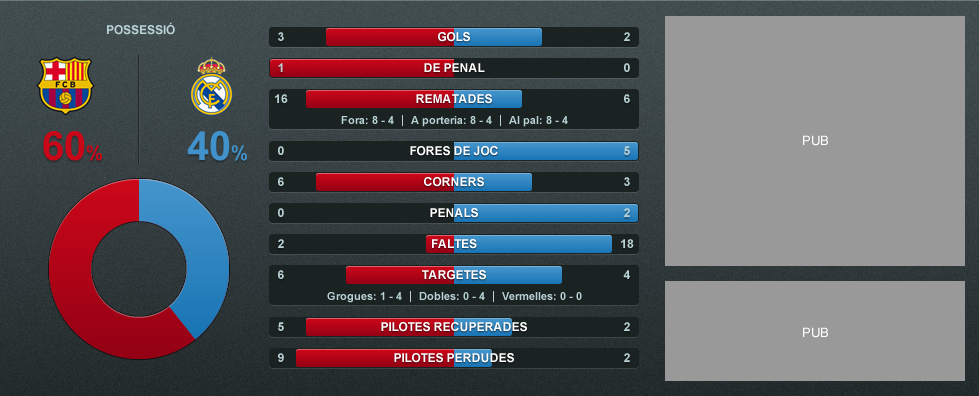 POSSESSIÓ
FCB
60%
40%
3 GOLS 2
1 DE PENAL 0
16 REMATADES 6
Fora: 8 - 4 | A porteria: 8 - 4 | Al pal: 8 - 4
0 FORES DE JOC 5
6 CORNERS 3
0 PENALS 2
2 FALTES 18
6 TARGETES 4
Grogues: 1 - 4 | Dobles: 0 - 4 | Vermelles: 0 - 0
5 PILOTES RECUPERADES 2
9 PILOTES PERDUDES 2
PUB
PUB